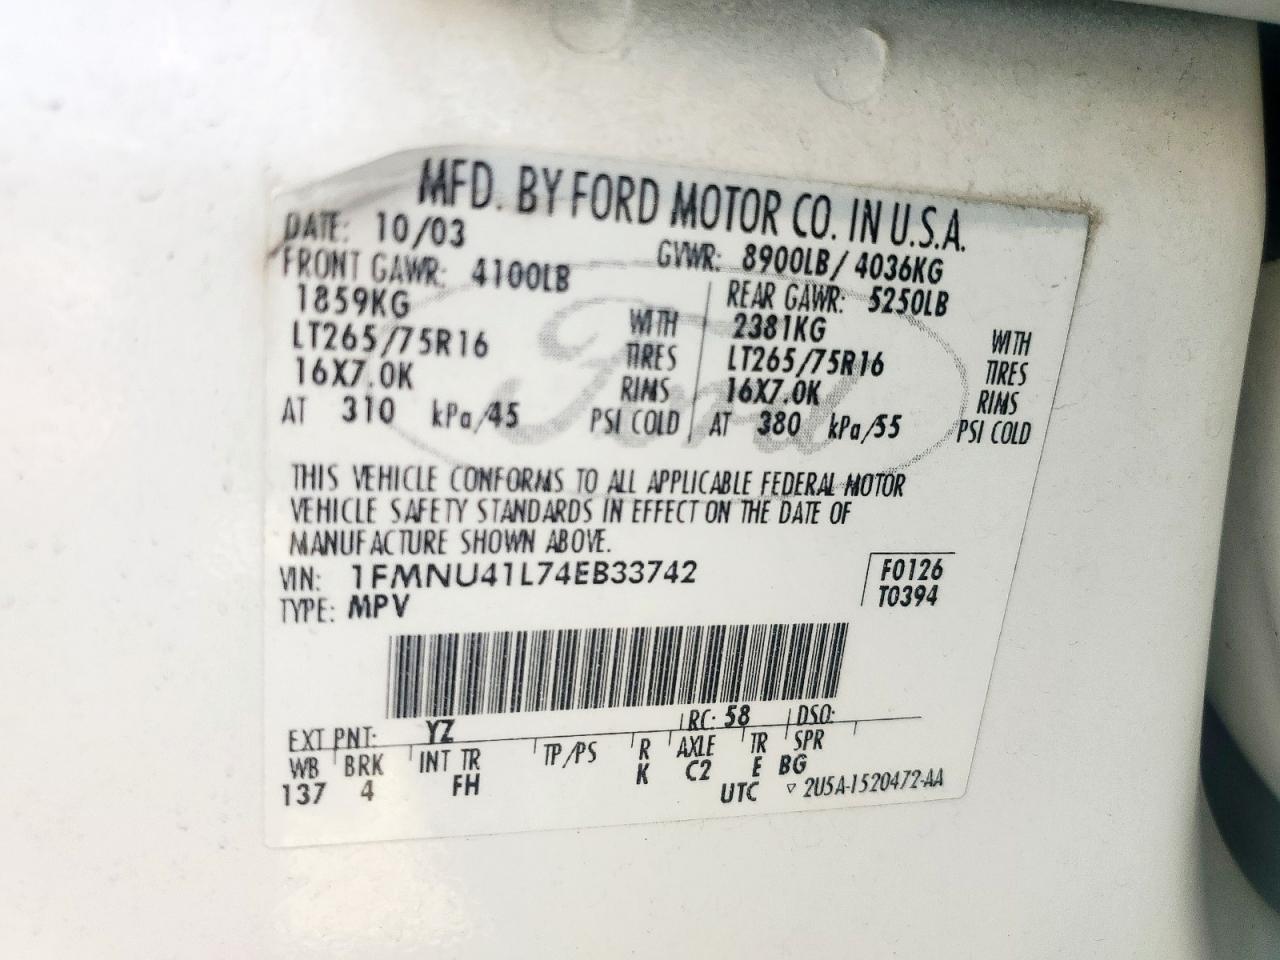 MFD. BY FORD MOTOR CO. IN U.S.A.
DATE: 10/03 GVWR: 8900LB/ 4036KG
FRONT GAWR: 4100LB REAR GAWR: 5250LB
1859KG WITH 2381KG WITH
LT265/75R16 TIRES LT265/75R16 TIRES
16X7.0K RIMS 16X7.0K RIMS
AT 310 kPa/45 PSI COLD AT 380 kPa/55 PSI COLD
Ford
THIS VEHICLE CONFORMS TO ALL APPLICABLE FEDERAL MOTOR
VEHICLE SAFETY STANDARDS IN EFFECT ON THE DATE OF
MANUFACTURE SHOWN ABOVE.
VIN: 1FMNU41L74EB33742 F0126
TYPE: MPV T0394
EXT PNT: YZ RC: 58 DSO:
WB BRK INT TR TP/PS R AXLE TR SPR
137 4 FH K C2 E BG
UTC ▽ 2U5A-1520472-AA